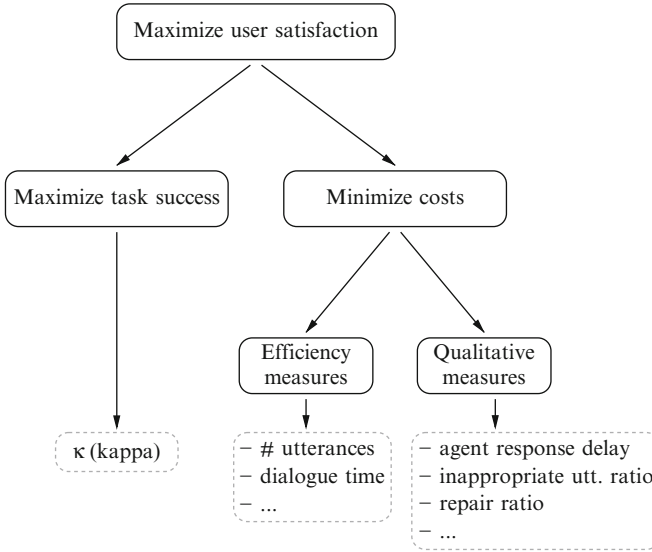 Maximize user satisfaction
Maximize task success
Minimize costs
Efficiency
measures
Qualitative
measures
κ (kappa)
– # utterances
– dialogue time
– ...
– agent response delay
– inappropriate utt. ratio
– repair ratio
– ...